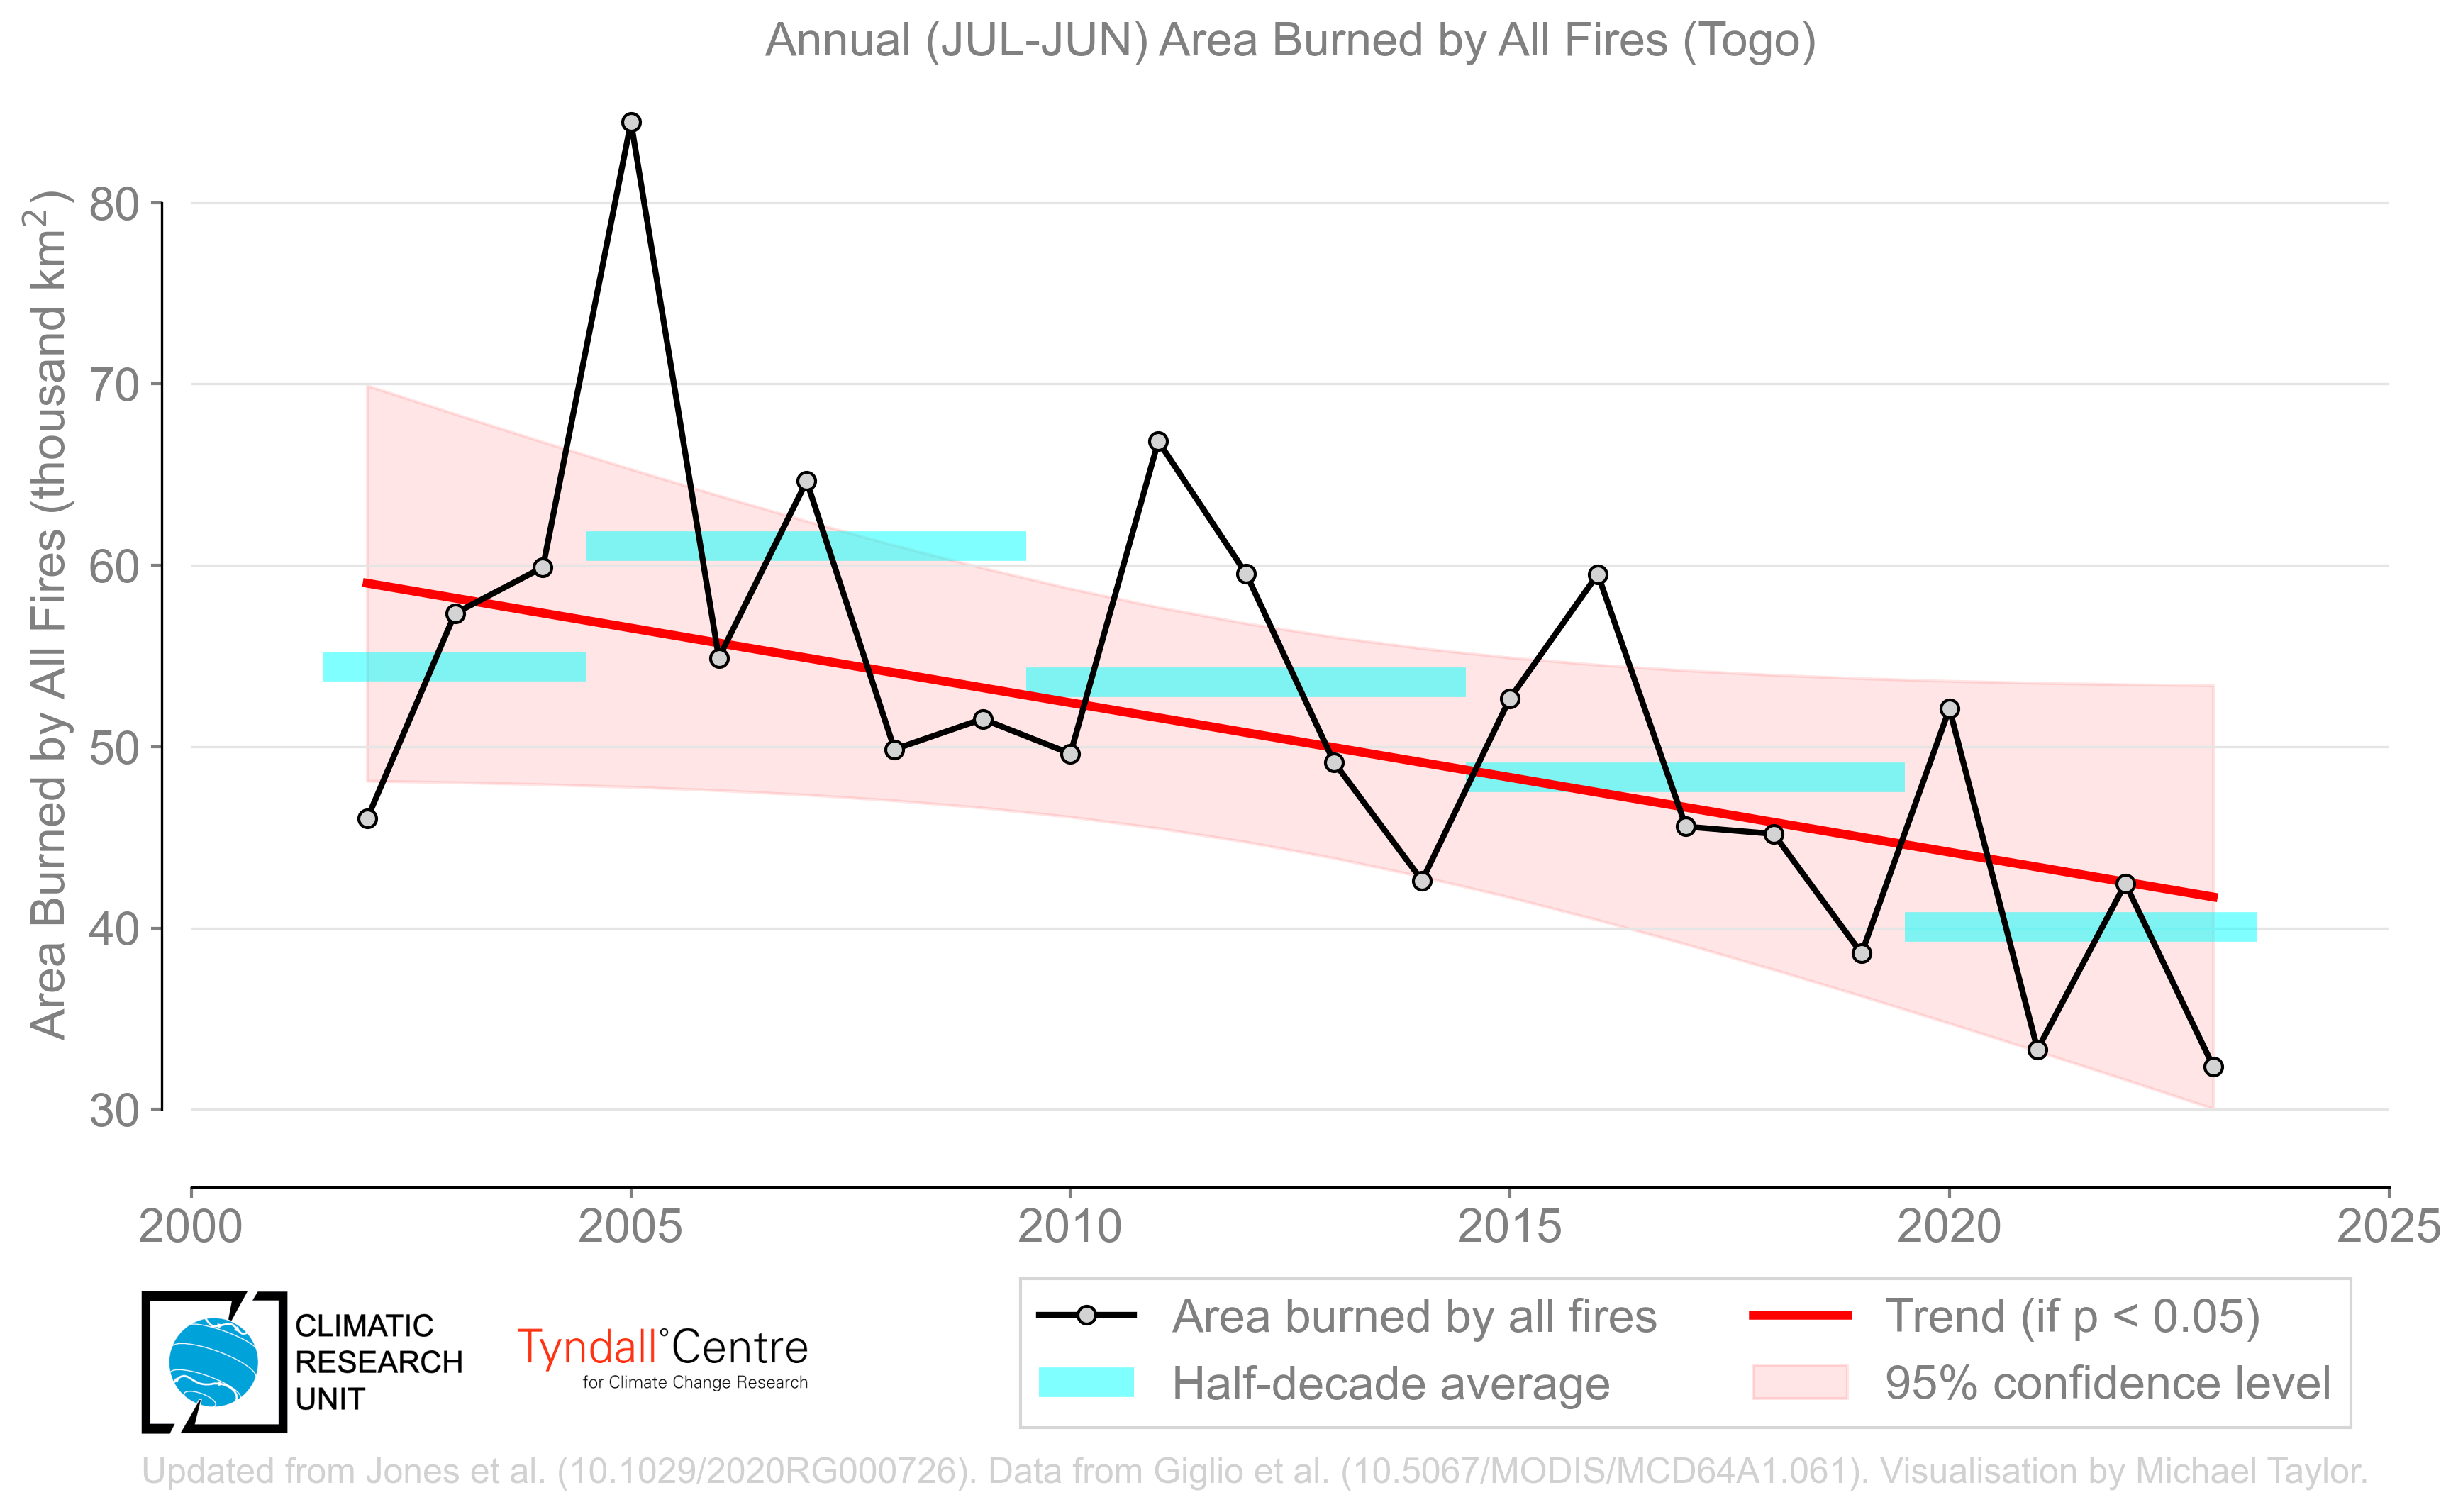 Annual (JUL-JUN) Area Burned by All Fires (Togo)
Area Burned by All Fires (thousand km²)
80
70
60
50
40
30
2000 2005 2010 2015 2020 2025
CLIMATIC
RESEARCH
UNIT
Tyndall°Centre
for Climate Change Research
Area burned by all fires
Half-decade average
Trend (if p < 0.05)
95% confidence level
Updated from Jones et al. (10.1029/2020RG000726). Data from Giglio et al. (10.5067/MODIS/MCD64A1.061). Visualisation by Michael Taylor.